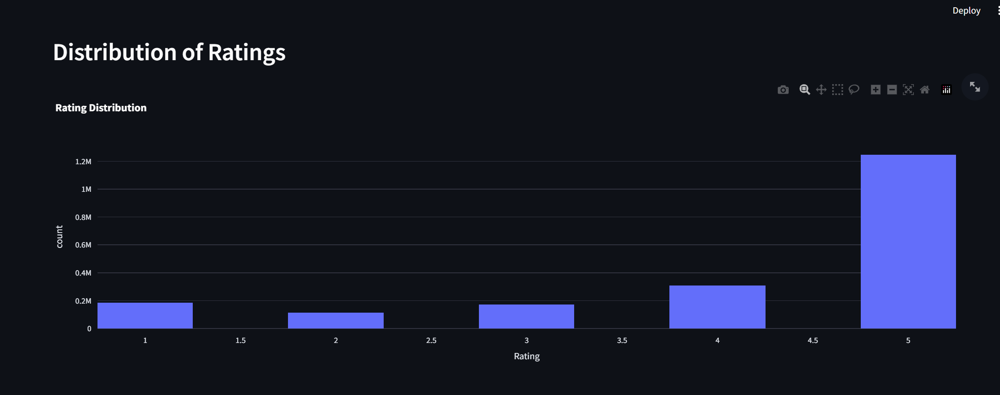 Deploy
Distribution of Ratings
Rating Distribution
1.2M
1M
0.8M
0.6M
0.4M
0.2M
0
count
1 1.5 2 2.5 3 3.5 4 4.5 5
Rating